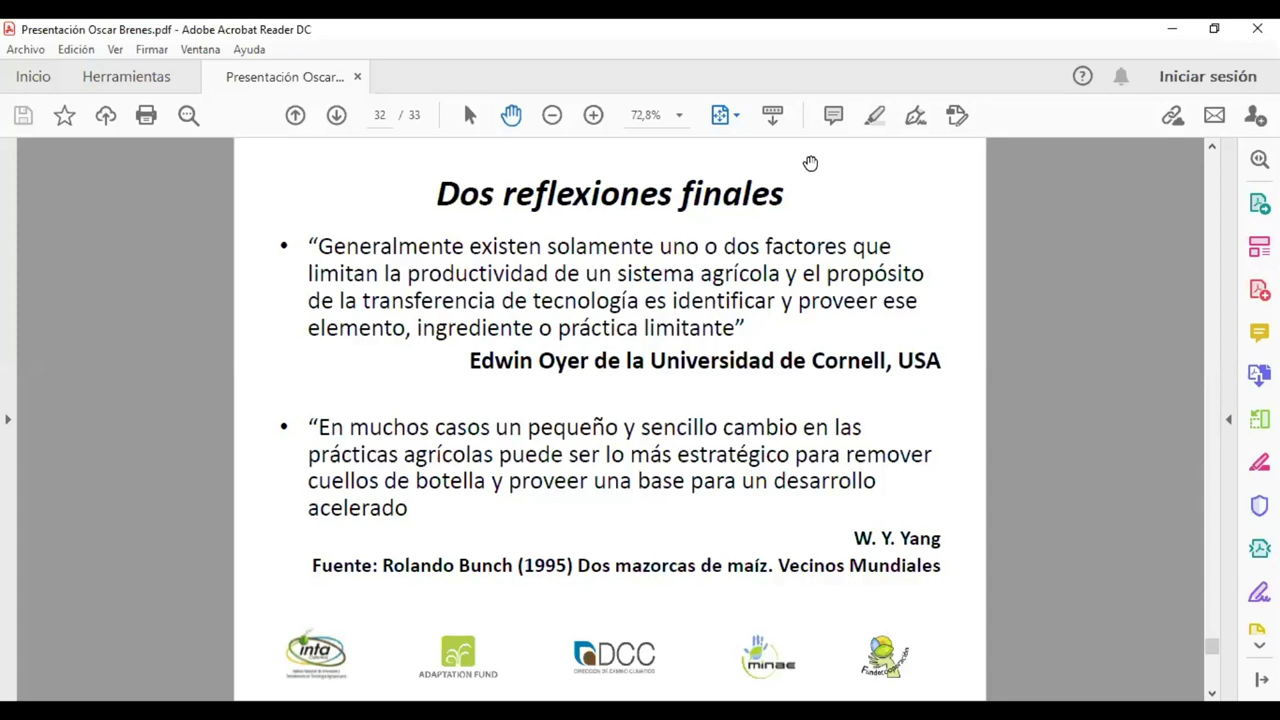 Presentación Oscar Brenes.pdf - Adobe Acrobat Reader DC
Archivo Edición Ver Firmar Ventana Ayuda
Inicio Herramientas Presentación Oscar... × ? Iniciar sesión
32 / 33 72,8%
Dos reflexiones finales
• “Generalmente existen solamente uno o dos factores que
limitan la productividad de un sistema agrícola y el propósito
de la transferencia de tecnología es identificar y proveer ese
elemento, ingrediente o práctica limitante”
Edwin Oyer de la Universidad de Cornell, USA
• “En muchos casos un pequeño y sencillo cambio en las
prácticas agrícolas puede ser lo más estratégico para remover
cuellos de botella y proveer una base para un desarrollo
acelerado
W. Y. Yang
Fuente: Rolando Bunch (1995) Dos mazorcas de maíz. Vecinos Mundiales
inta
ADAPTATION FUND
DCC
DIRECCIÓN DE CAMBIO CLIMÁTICO
minae
Fundecooperación